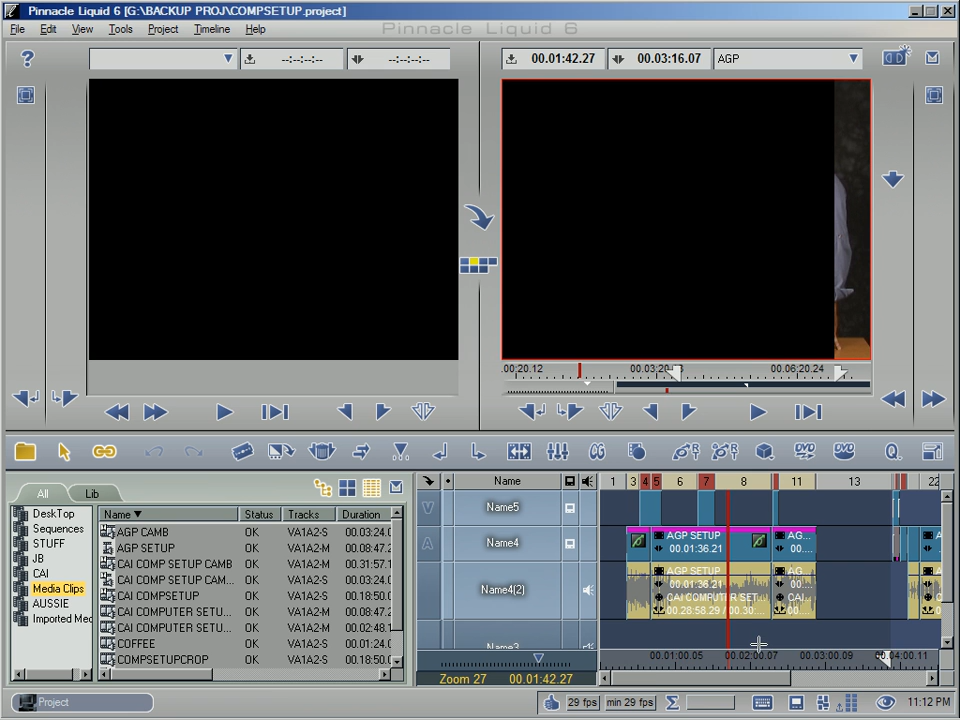 Pinnacle Liquid 6 [G:\BACKUP PROJ\COMPSETUP.project]
File Edit View Tools Project Timeline Help
Pinnacle Liquid 6
--:--:-- --:--:--
00.01:42.27 00.03:16.07 AGP
.00:20.12 00.03:20 00.06:20.24
All Lib
DeskTop
Sequences
STUFF
JB
CAI
Media Clips
AUSSIE
Imported Med
Name Status Tracks Duration
AGP CAMB OK VA1A2-S 00.03:24.0
AGP SETUP OK VA1A2-M 00.08:47.2
CAI COMP SETUP CAMB OK VA1A2-M 00.31:57.1
CAI COMP SETUP CAM... OK VA1A2-S 00.03:24.0
CAI COMPSETUP OK VA1A2-S 00.18:50.0
CAI COMPUTER SETU... OK VA1A2-M 00.08:47.2
CAI COMPUTER SETU... OK VA1A2-M 00.02:48.1
COFFEE OK VA1A2-S 00.01:24.0
COMPSETUPCROP OK VA1A2-S 00.18:50.0
Name 1 3 4 5 6 7 8 11 13 22
V Name5
A Name4
AGP SETUP AG...
00.01:36.21 00....
Name4(2)
AGP SETUP AG...
00.01:36.21 00....
CAI COMPUTER SET... CAI...
00.28:58.29 / 00:30:... 00....
Name3
00.01:00.05 00.02:00.07 00.03:00.09 00.04:00.11
Zoom 27 00.01:42.27
Project
29 fps min 29 fps
11:12 PM